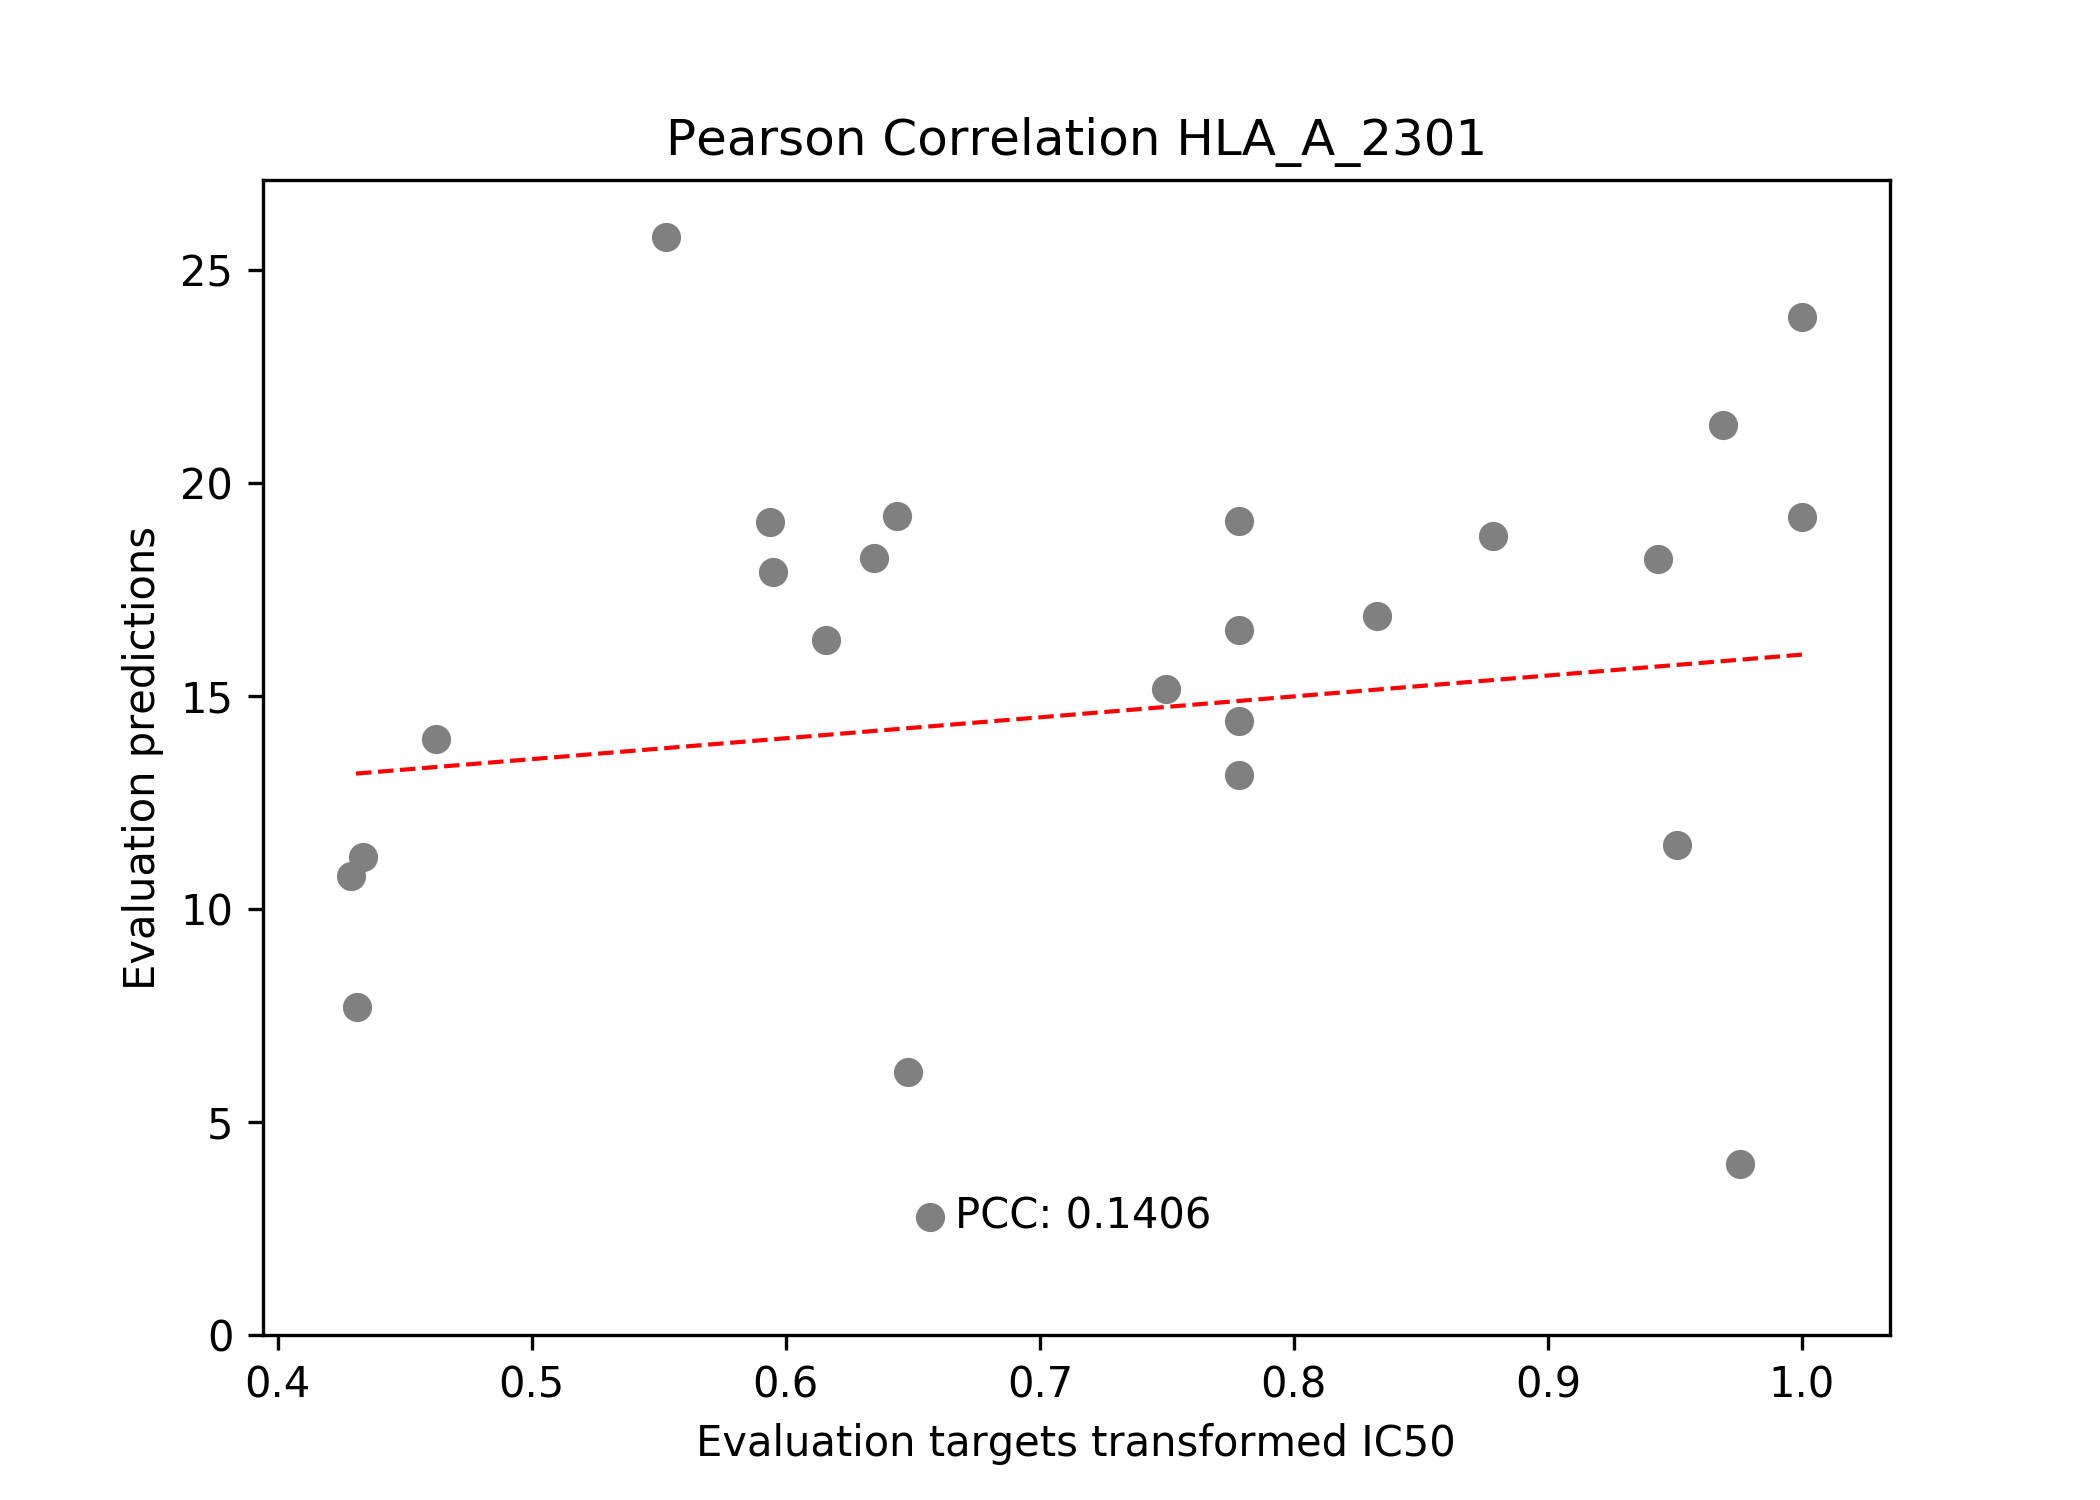 Pearson Correlation HLA_A_2301
Evaluation predictions
25
20
15
10
5
0
PCC: 0.1406
0.4 0.5 0.6 0.7 0.8 0.9 1.0
Evaluation targets transformed IC50